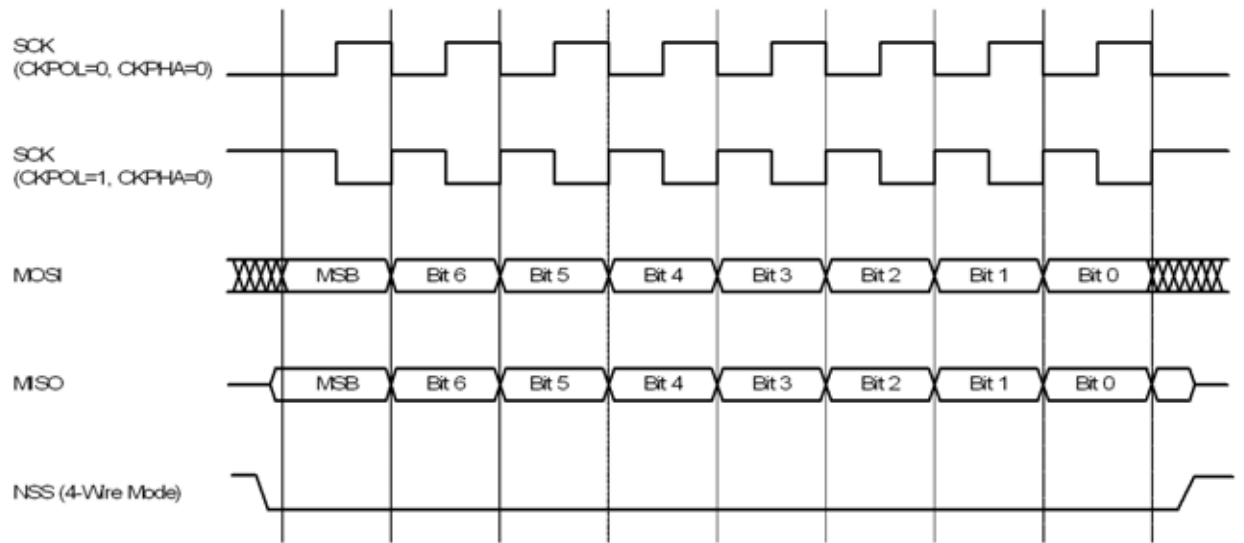 SCK
(CKPOL=0, CKPHA=0)
SCK
(CKPOL=1, CKPHA=0)
MOSI
MSB Bit 6 Bit 5 Bit 4 Bit 3 Bit 2 Bit 1 Bit 0
MISO
MSB Bit 6 Bit 5 Bit 4 Bit 3 Bit 2 Bit 1 Bit 0
NSS (4-Wire Mode)